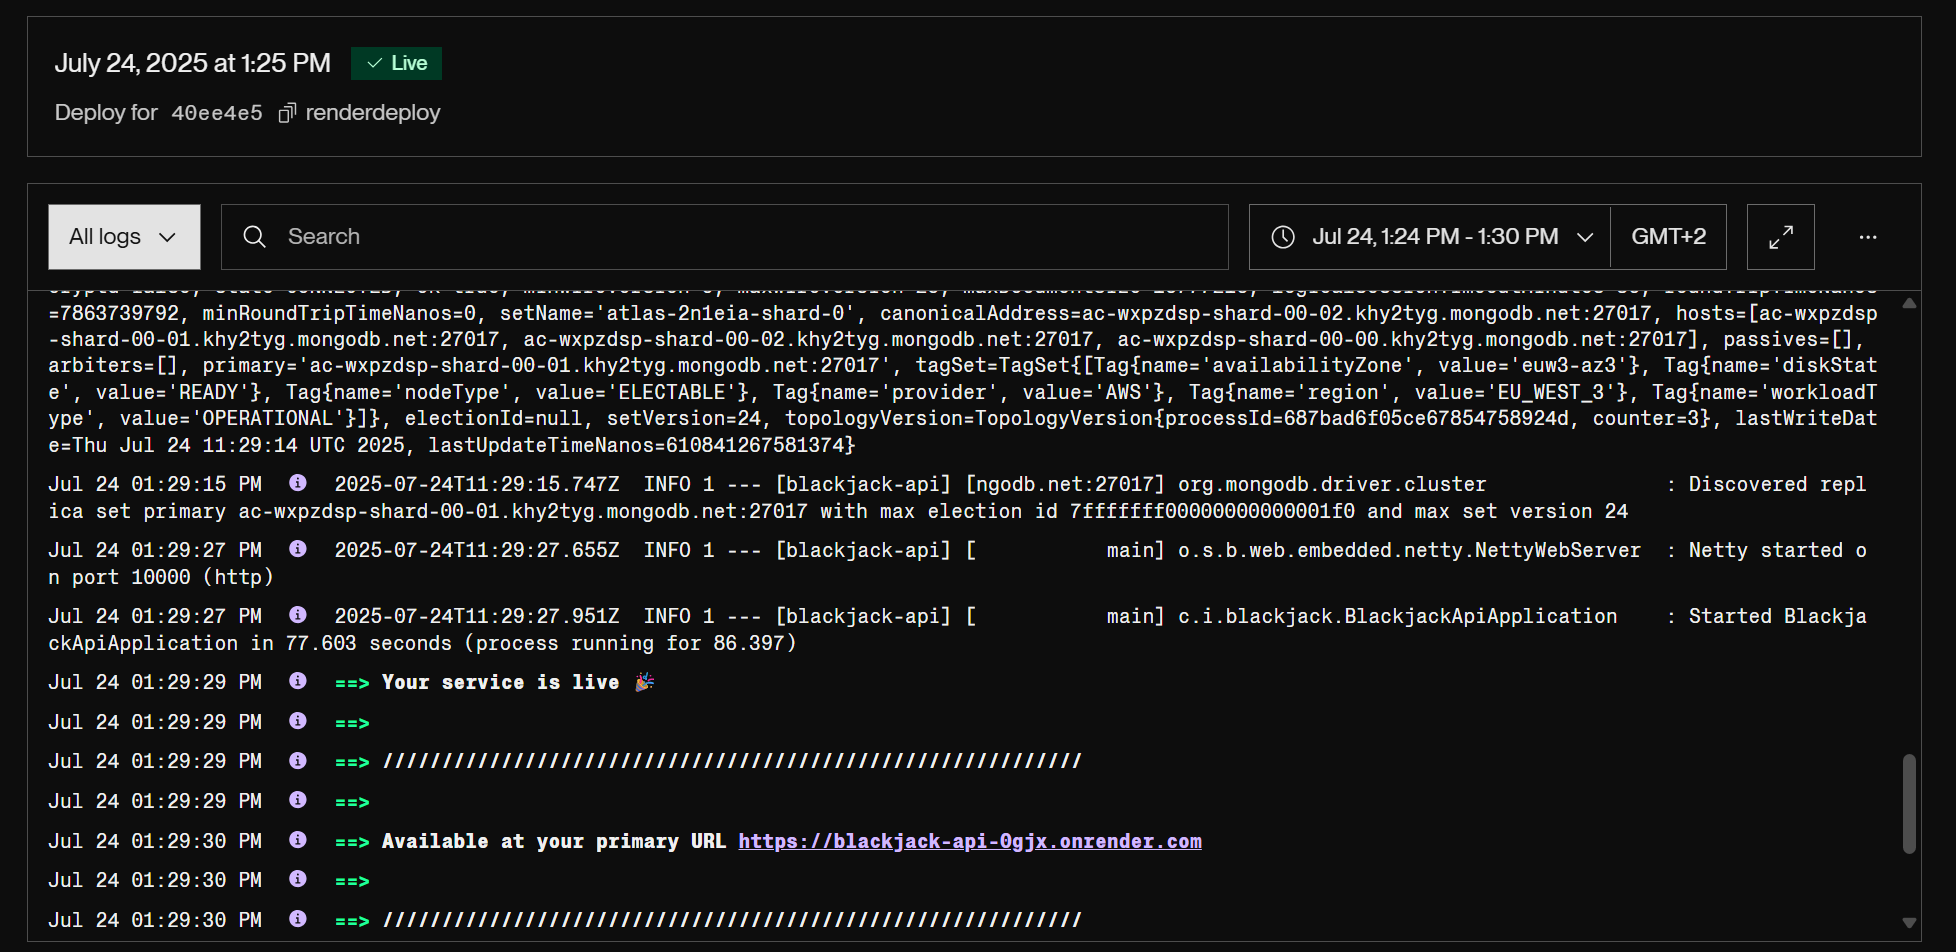 July 24, 2025 at 1:25 PM Live
Deploy for 40ee4e5 renderdeploy
All logs Search Jul 24, 1:24 PM - 1:30 PM GMT+2 ...
=7863739792, minRoundTripTimeNanos=0, setName='atlas-2n1eia-shard-0', canonicalAddress=ac-wxpzdsp-shard-00-02.khy2tyg.mongodb.net:27017, hosts=[ac-wxpzdsp
-shard-00-01.khy2tyg.mongodb.net:27017, ac-wxpzdsp-shard-00-02.khy2tyg.mongodb.net:27017, ac-wxpzdsp-shard-00-00.khy2tyg.mongodb.net:27017], passives=[],
arbiters=[], primary='ac-wxpzdsp-shard-00-01.khy2tyg.mongodb.net:27017', tagSet=TagSet{[Tag{name='availabilityZone', value='euw3-az3'}, Tag{name='diskStat
e', value='READY'}, Tag{name='nodeType', value='ELECTABLE'}, Tag{name='provider', value='AWS'}, Tag{name='region', value='EU_WEST_3'}, Tag{name='workloadT
ype', value='OPERATIONAL'}]}, electionId=null, setVersion=24, topologyVersion=TopologyVersion{processId=687bad6f05ce67854758924d, counter=3}, lastWriteDat
e=Thu Jul 24 11:29:14 UTC 2025, lastUpdateTimeNanos=610841267581374}
Jul 24 01:29:15 PM 2025-07-24T11:29:15.747Z INFO 1 --- [blackjack-api] [ngodb.net:27017] org.mongodb.driver.cluster : Discovered repl
ica set primary ac-wxpzdsp-shard-00-01.khy2tyg.mongodb.net:27017 with max election id 7fffffff00000000000001f0 and max set version 24
Jul 24 01:29:27 PM 2025-07-24T11:29:27.655Z INFO 1 --- [blackjack-api] [ main] o.s.b.web.embedded.netty.NettyWebServer : Netty started o
n port 10000 (http)
Jul 24 01:29:27 PM 2025-07-24T11:29:27.951Z INFO 1 --- [blackjack-api] [ main] c.i.blackjack.BlackjackApiApplication : Started Blackja
ckApiApplication in 77.603 seconds (process running for 86.397)
Jul 24 01:29:29 PM ==> Your service is live 🎉
Jul 24 01:29:29 PM ==>
Jul 24 01:29:29 PM ==> ///////////////////////////////////////////////////////////
Jul 24 01:29:29 PM ==>
Jul 24 01:29:30 PM ==> Available at your primary URL https://blackjack-api-0gjx.onrender.com
Jul 24 01:29:30 PM ==>
Jul 24 01:29:30 PM ==> ///////////////////////////////////////////////////////////